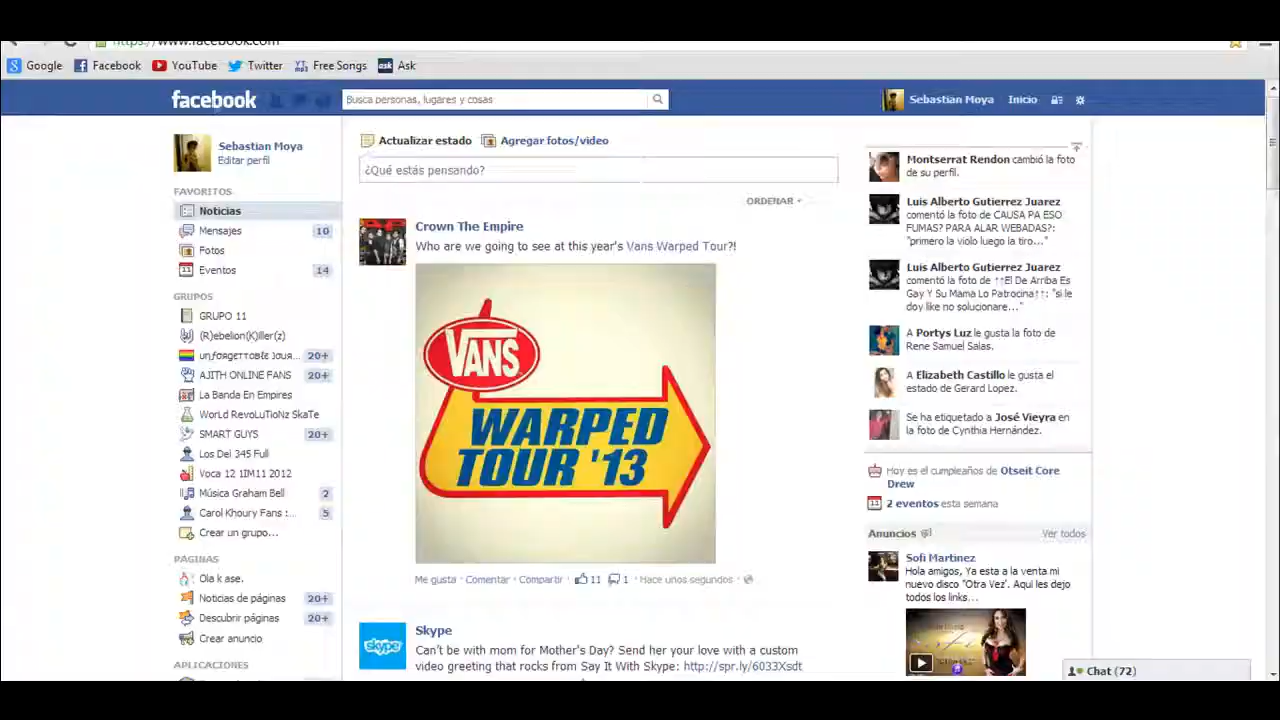 https://www.facebook.com
Google Facebook YouTube Twitter Free Songs Ask
facebook
Busca personas, lugares y cosas
Sebastian Moya Inicio
Sebastian Moya
Editar perfil
FAVORITOS
Noticias
Mensajes 10
Fotos
Eventos 14
GRUPOS
GRUPO 11
(R)ebelion(K)iller(z)
20+
AJITH ONLINE FANS 20+
La Banda En Empires
WorLd RevoLuTioNz SkaTe
SMART GUYS 20+
Los Del 345 Full
Voca 12 1IM11 2012
Música Graham Bell 2
Carol Khoury Fans :... 5
Crear un grupo...
PÁGINAS
Ola k ase.
Noticias de páginas 20+
Descubrir páginas 20+
Crear anuncio
APLICACIONES
Actualizar estado Agregar fotos/video
¿Qué estás pensando?
ORDENAR
Crown The Empire
Who are we going to see at this year's Vans Warped Tour?!
VANS
WARPED
TOUR '13
Me gusta · Comentar · Compartir 11 1 · Hace unos segundos ·
Skype
Can't be with mom for Mother's Day? Send her your love with a custom
video greeting that rocks from Say It With Skype: http://spr.ly/6033Xsdt
Montserrat Rendon cambió la foto
de su perfil.
Luis Alberto Gutierrez Juarez
comentó la foto de CAUSA PA ESO
FUMAS? PARA ALAR WEBADAS?:
"primero la violo luego la tiro..."
Luis Alberto Gutierrez Juarez
comentó la foto de ↑↑El De Arriba Es
Gay Y Su Mama Lo Patrocina↑↑: "si le
doy like no solucionare..."
A Portys Luz le gusta la foto de
Rene Samuel Salas.
A Elizabeth Castillo le gusta el
estado de Gerard Lopez.
Se ha etiquetado a José Vieyra en
la foto de Cynthia Hernández.
Hoy es el cumpleaños de Otseit Core
Drew
2 eventos esta semana
Anuncios Ver todos
Sofi Martinez
Hola amigos, Ya esta a la venta mi
nuevo disco "Otra Vez". Aqui les dejo
todos los links...
Chat (72)